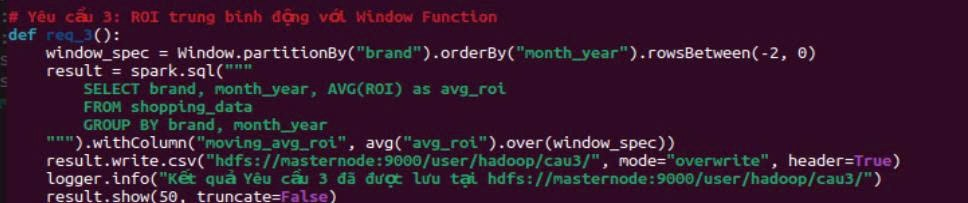 # Yêu cầu 3: ROI trung bình động với Window Function
def req_3():
    window_spec = Window.partitionBy("brand").orderBy("month_year").rowsBetween(-2, 0)
    result = spark.sql("""
        SELECT brand, month_year, AVG(ROI) as avg_roi
        FROM shopping_data
        GROUP BY brand, month_year
    """).withColumn("moving_avg_roi", avg("avg_roi").over(window_spec))
    result.write.csv("hdfs://masternode:9000/user/hadoop/cau3/", mode="overwrite", header=True)
    logger.info("Kết quả Yêu cầu 3 đã được lưu tại hdfs://masternode:9000/user/hadoop/cau3/")
    result.show(50, truncate=False)